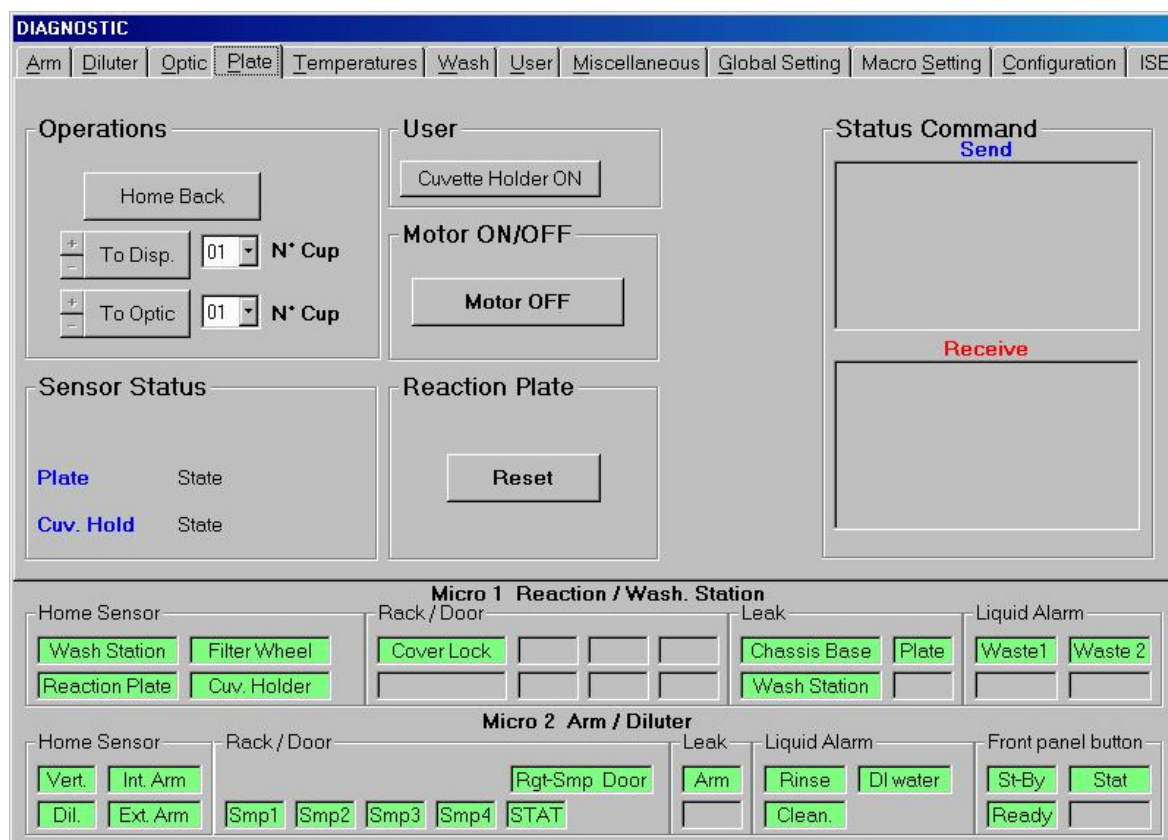 DIAGNOSTIC
Arm Diluter Optic Plate Temperatures Wash User Miscellaneous Global Setting Macro Setting Configuration ISE
Operations
Home Back
+
-
To Disp. 01 N° Cup
+
-
To Optic 01 N° Cup
User
Cuvette Holder ON
Motor ON/OFF
Motor OFF
Status Command
Send
Receive
Sensor Status
Plate State
Cuv. Hold State
Reaction Plate
Reset
Micro 1 Reaction / Wash. Station
Home Sensor
Wash Station Filter Wheel
Reaction Plate Cuv. Holder
Rack / Door
Cover Lock
Leak
Chassis Base Plate
Wash Station
Liquid Alarm
Waste1 Waste 2
Micro 2 Arm / Diluter
Home Sensor
Vert. Int. Arm
Dil. Ext. Arm
Rack / Door
Rgt-Smp Door
Smp1 Smp2 Smp3 Smp4 STAT
Leak
Arm
Liquid Alarm
Rinse DI water
Clean.
Front panel button
St-By Stat
Ready